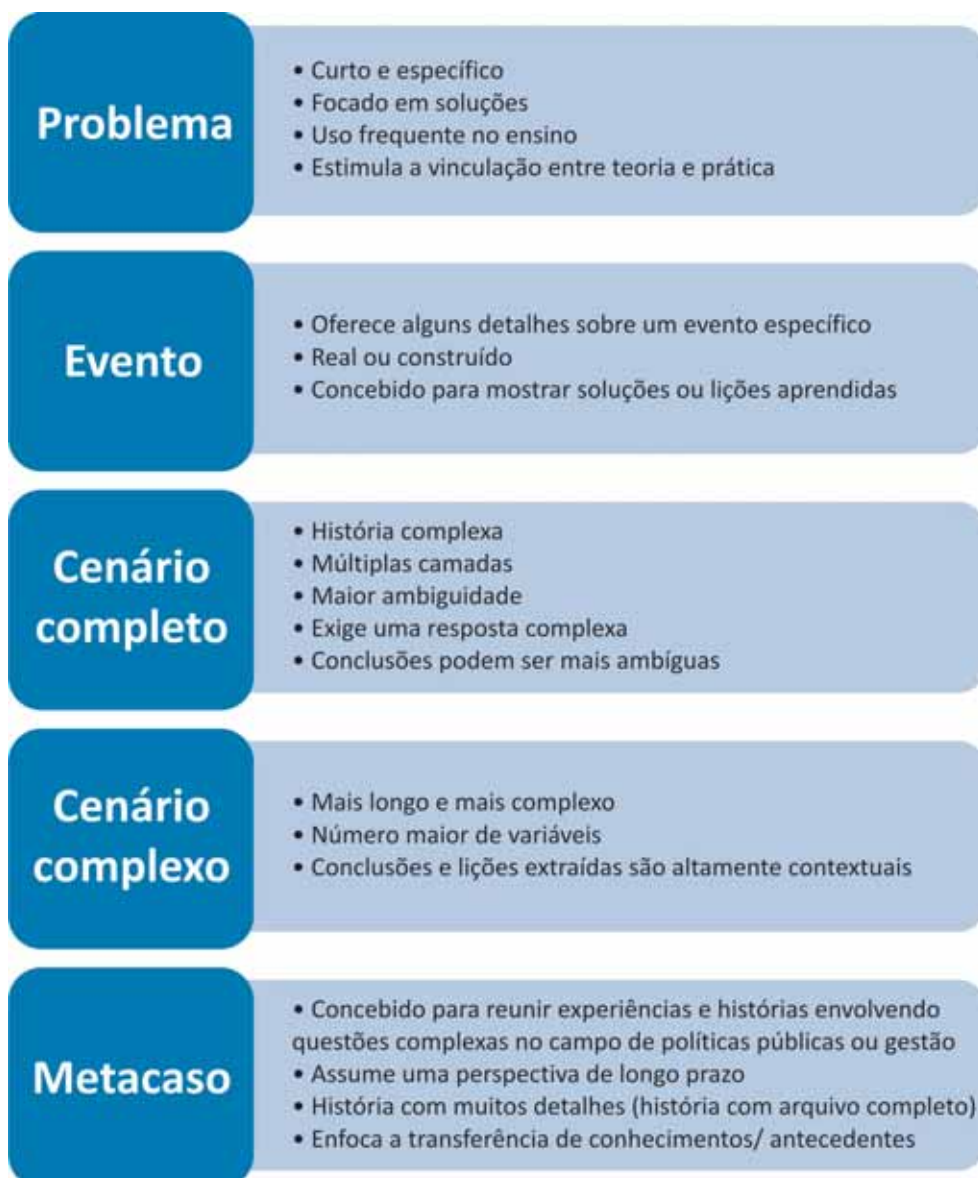 Problema
• Curto e específico
• Focado em soluções
• Uso frequente no ensino
• Estimula a vinculação entre teoria e prática
Evento
• Oferece alguns detalhes sobre um evento específico
• Real ou construído
• Concebido para mostrar soluções ou lições aprendidas
Cenário
completo
• História complexa
• Múltiplas camadas
• Maior ambiguidade
• Exige uma resposta complexa
• Conclusões podem ser mais ambíguas
Cenário
complexo
• Mais longo e mais complexo
• Número maior de variáveis
• Conclusões e lições extraídas são altamente contextuais
Metacaso
• Concebido para reunir experiências e histórias envolvendo
questões complexas no campo de políticas públicas ou gestão
• Assume uma perspectiva de longo prazo
• História com muitos detalhes (história com arquivo completo)
• Enfoca a transferência de conhecimentos/ antecedentes